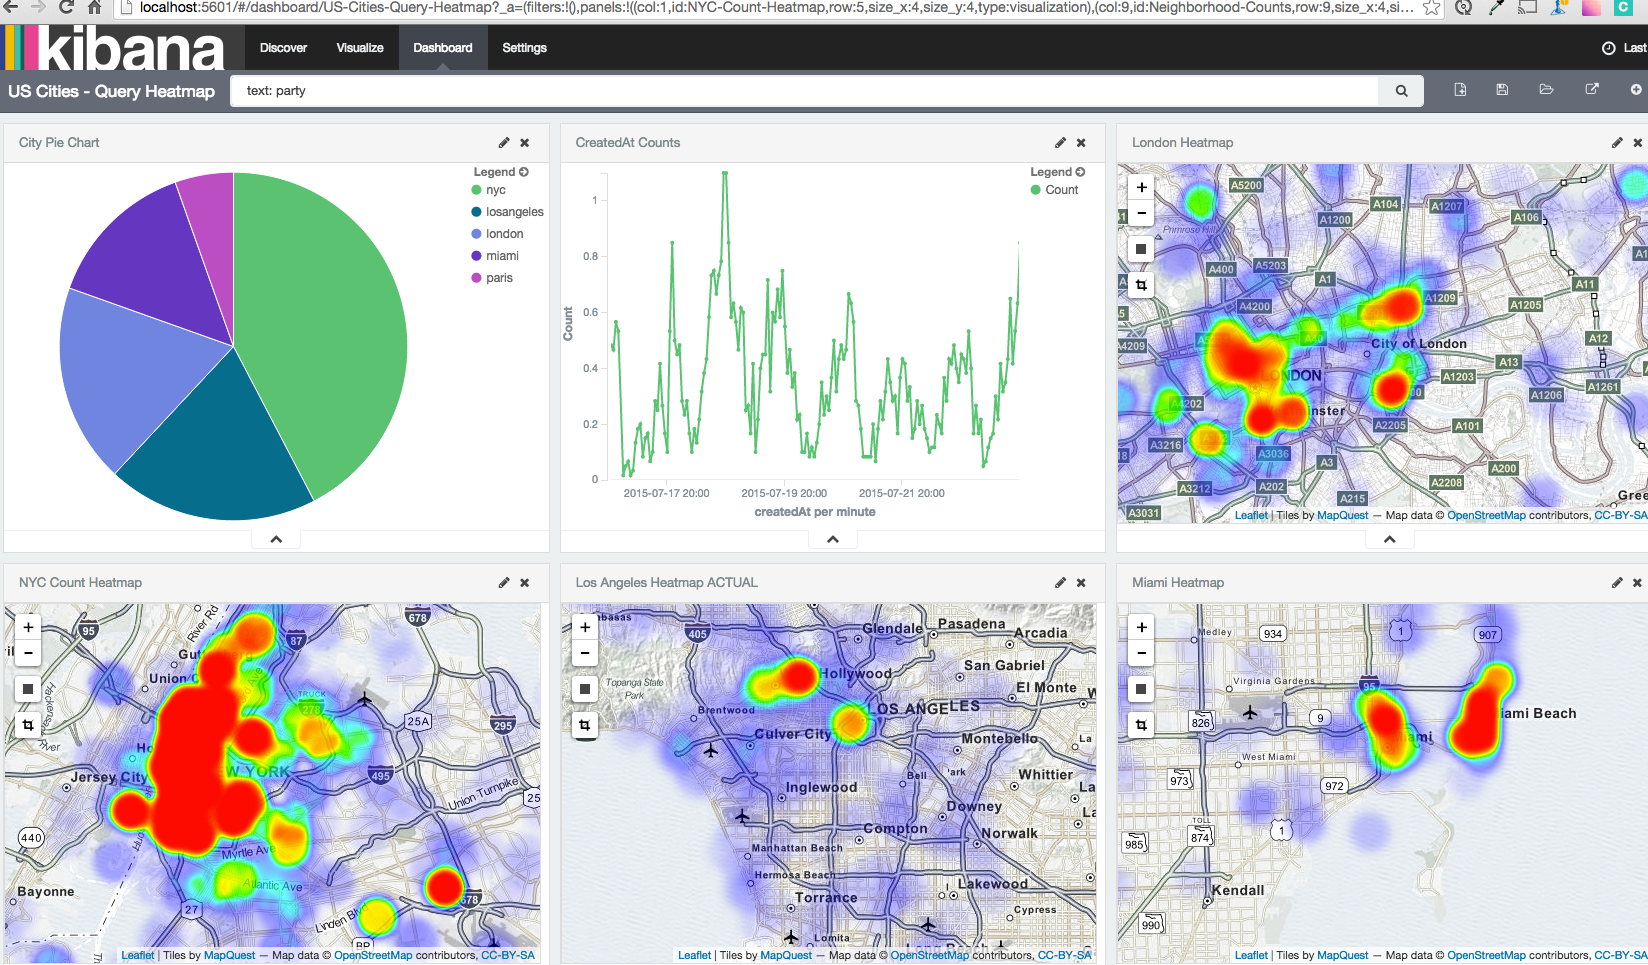 localhost:5601/#/dashboard/US-Cities-Query-Heatmap?_a=(filters:!(),panels:!((col:1,id:NYC-Count-Heatmap,row:5,size_x:4,size_y:4,type:visualization),(col:9,id:Neighborhood-Counts,row:9,size_x:4,si...
kibana
Discover Visualize Dashboard Settings
Last
US Cities - Query Heatmap
text: party
City Pie Chart
Legend
nyc
losangeles
london
miami
paris
CreatedAt Counts
Legend
Count
1
0.8
0.6
0.4
0.2
0
Count
2015-07-17 20:00 2015-07-19 20:00 2015-07-21 20:00
createdAt per minute
London Heatmap
+
−
A5200
A104
A1207
A106
A1200
Primrose Hill
A400
A5203
A1
A11
A4200
A1209
A1205
A4209
City of London
A12
A13
LONDON
A1203
A1261
A4202
A1206
A2205
A101
A3216
A3036
A3
A200
A3212
A202
A2208
A215
A3031
Leaflet | Tiles by MapQuest — Map data © OpenStreetMap contributors, CC-BY-SA
NYC Count Heatmap
+
−
95
678
River Rd
87
Union C
TRUCK
278
25A
295
NEW YORK
Jersey City
495
Union Turnpike
25
440
Myrtle Ave
Bayonne
Atlantic Ave
678
27
Linden Blv
BP
Leaflet | Tiles by MapQuest — Map data © OpenStreetMap contributors, CC-BY-SA
Los Angeles Heatmap ACTUAL
+
−
405
Glendale
Pasadena
Arcadia
Hollywood
San Gabriel
Topanga State
Park
El Monte
Brentwood
LOS ANGELES
Culver City
Montebello
La
Bell
Whittier
Inglewood
La
Downey
Compton
Norwalk
Manhattan Beach
Hermosa Beach
Lakewood
Torrance
Cypress
Lomita
Long Beach
Leaflet | Tiles by MapQuest — Map data © OpenStreetMap contributors, CC-BY-SA
Miami Heatmap
+
−
Medley
934
1
907
Virginia Gardens
95
9
826
Miami Beach
West Miami
973
972
TOLL
874
1
985
Kendall
990
Leaflet | Tiles by MapQuest — Map data © OpenStreetMap contributors, CC-BY-SA